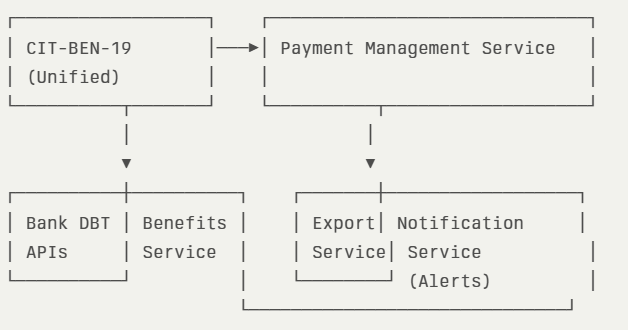 CIT-BEN-19
(Unified)
Payment Management Service
Bank DBT
APIs
Benefits
Service
Export
Service
Notification
Service
(Alerts)